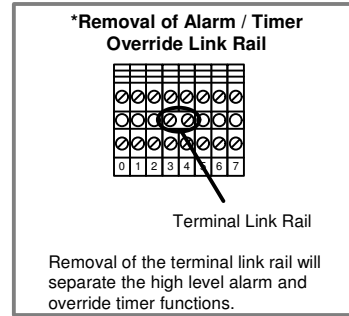 *Removal of Alarm / Timer
Override Link Rail
0 1 2 3 4 5 6 7
Terminal Link Rail
Removal of the terminal link rail will
separate the high level alarm and
override timer functions.